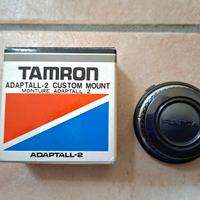 TAMRON
ADAPTALL-2 CUSTOM MOUNT
MONTURE ADAPTALL 2
ADAPTALL-2